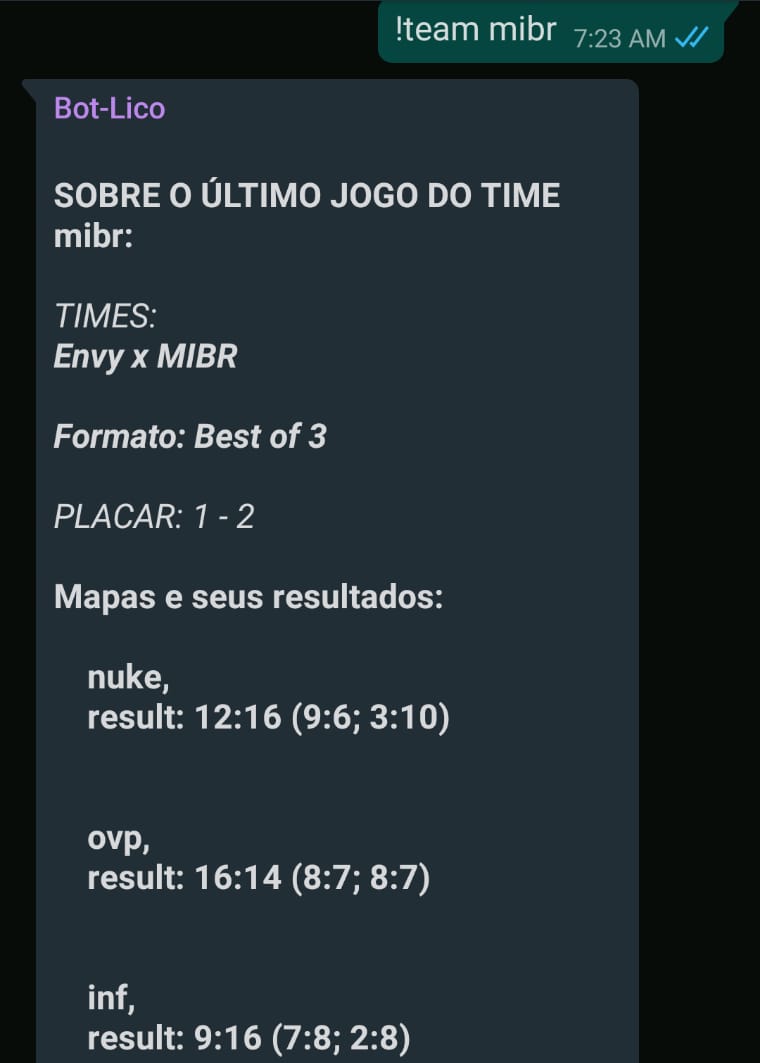 !team mibr 7:23 AM
Bot-Lico
SOBRE O ÚLTIMO JOGO DO TIME
mibr:
TIMES:
Envy x MIBR
Formato: Best of 3
PLACAR: 1 - 2
Mapas e seus resultados:
nuke,
result: 12:16 (9:6; 3:10)
ovp,
result: 16:14 (8:7; 8:7)
inf,
result: 9:16 (7:8; 2:8)